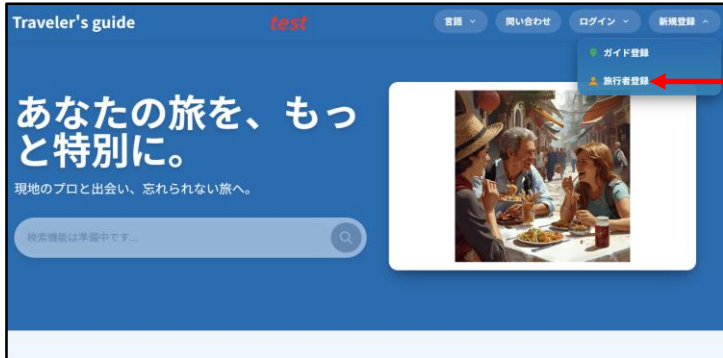 Traveler's guide
test
言語
問い合わせ
ログイン
新規登録
ガイド登録
旅行者登録
あなたの旅を、もっ
と特別に。
現地のプロと出会い、忘れられない旅へ。
検索機能は準備中です...